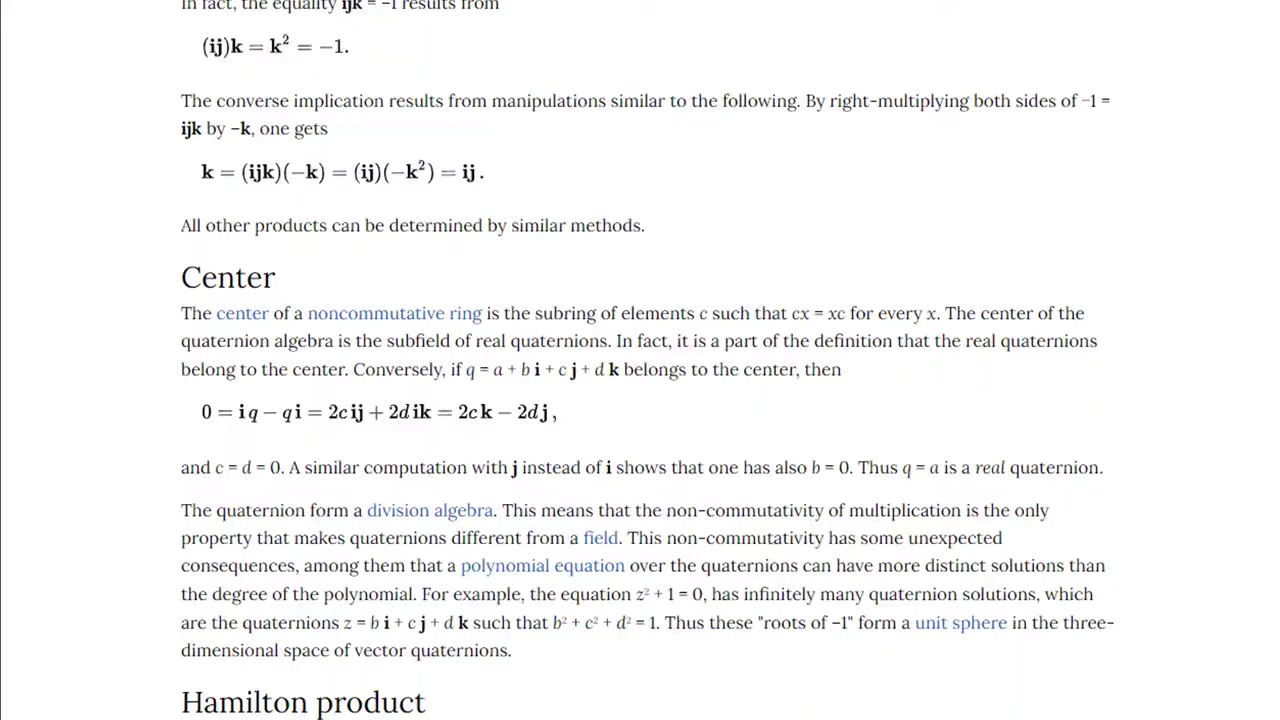 In fact, the equality ijk = −1 results from
(ij)k = k² = −1.
The converse implication results from manipulations similar to the following. By right-multiplying both sides of −1 =
ijk by −k, one gets
k = (ijk)(−k) = (ij)(−k²) = ij .
All other products can be determined by similar methods.
Center
The center of a noncommutative ring is the subring of elements c such that cx = xc for every x. The center of the
quaternion algebra is the subfield of real quaternions. In fact, it is a part of the definition that the real quaternions
belong to the center. Conversely, if q = a + b i + c j + d k belongs to the center, then
0 = i q − q i = 2c ij + 2d ik = 2c k − 2d j ,
and c = d = 0. A similar computation with j instead of i shows that one has also b = 0. Thus q = a is a real quaternion.
The quaternion form a division algebra. This means that the non-commutativity of multiplication is the only
property that makes quaternions different from a field. This non-commutativity has some unexpected
consequences, among them that a polynomial equation over the quaternions can have more distinct solutions than
the degree of the polynomial. For example, the equation z² + 1 = 0, has infinitely many quaternion solutions, which
are the quaternions z = b i + c j + d k such that b² + c² + d² = 1. Thus these "roots of −1" form a unit sphere in the three-
dimensional space of vector quaternions.
Hamilton product